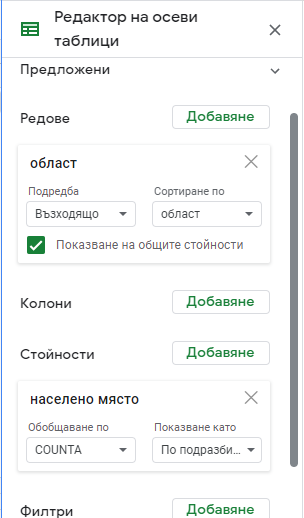 Редактор на осеви
таблици
Предложени
Редове
Добавяне
област
Подредба
Сортиране по
Възходящо
област
Показване на общите стойности
Колони
Добавяне
Стойности
Добавяне
населено място
Обобщаване по
Показване като
COUNTA
По подразби...
Филтри
Добавяне